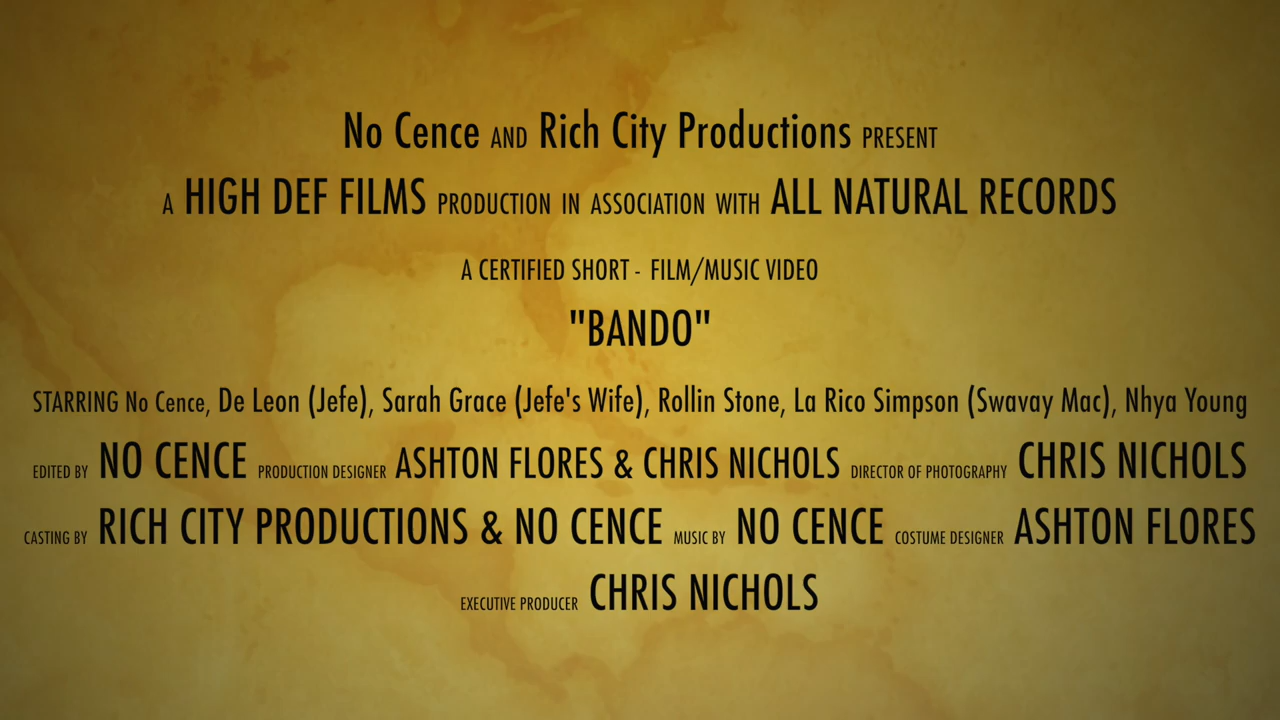 No Cence AND Rich City Productions PRESENT
A HIGH DEF FILMS PRODUCTION IN ASSOCIATION WITH ALL NATURAL RECORDS
A CERTIFIED SHORT - FILM/MUSIC VIDEO
"BANDO"
STARRING No Cence, De Leon (Jefe), Sarah Grace (Jefe's Wife), Rollin Stone, La Rico Simpson (Swavay Mac), Nhya Young
EDITED BY NO CENCE PRODUCTION DESIGNER ASHTON FLORES & CHRIS NICHOLS DIRECTOR OF PHOTOGRAPHY CHRIS NICHOLS
CASTING BY RICH CITY PRODUCTIONS & NO CENCE MUSIC BY NO CENCE COSTUME DESIGNER ASHTON FLORES
EXECUTIVE PRODUCER CHRIS NICHOLS